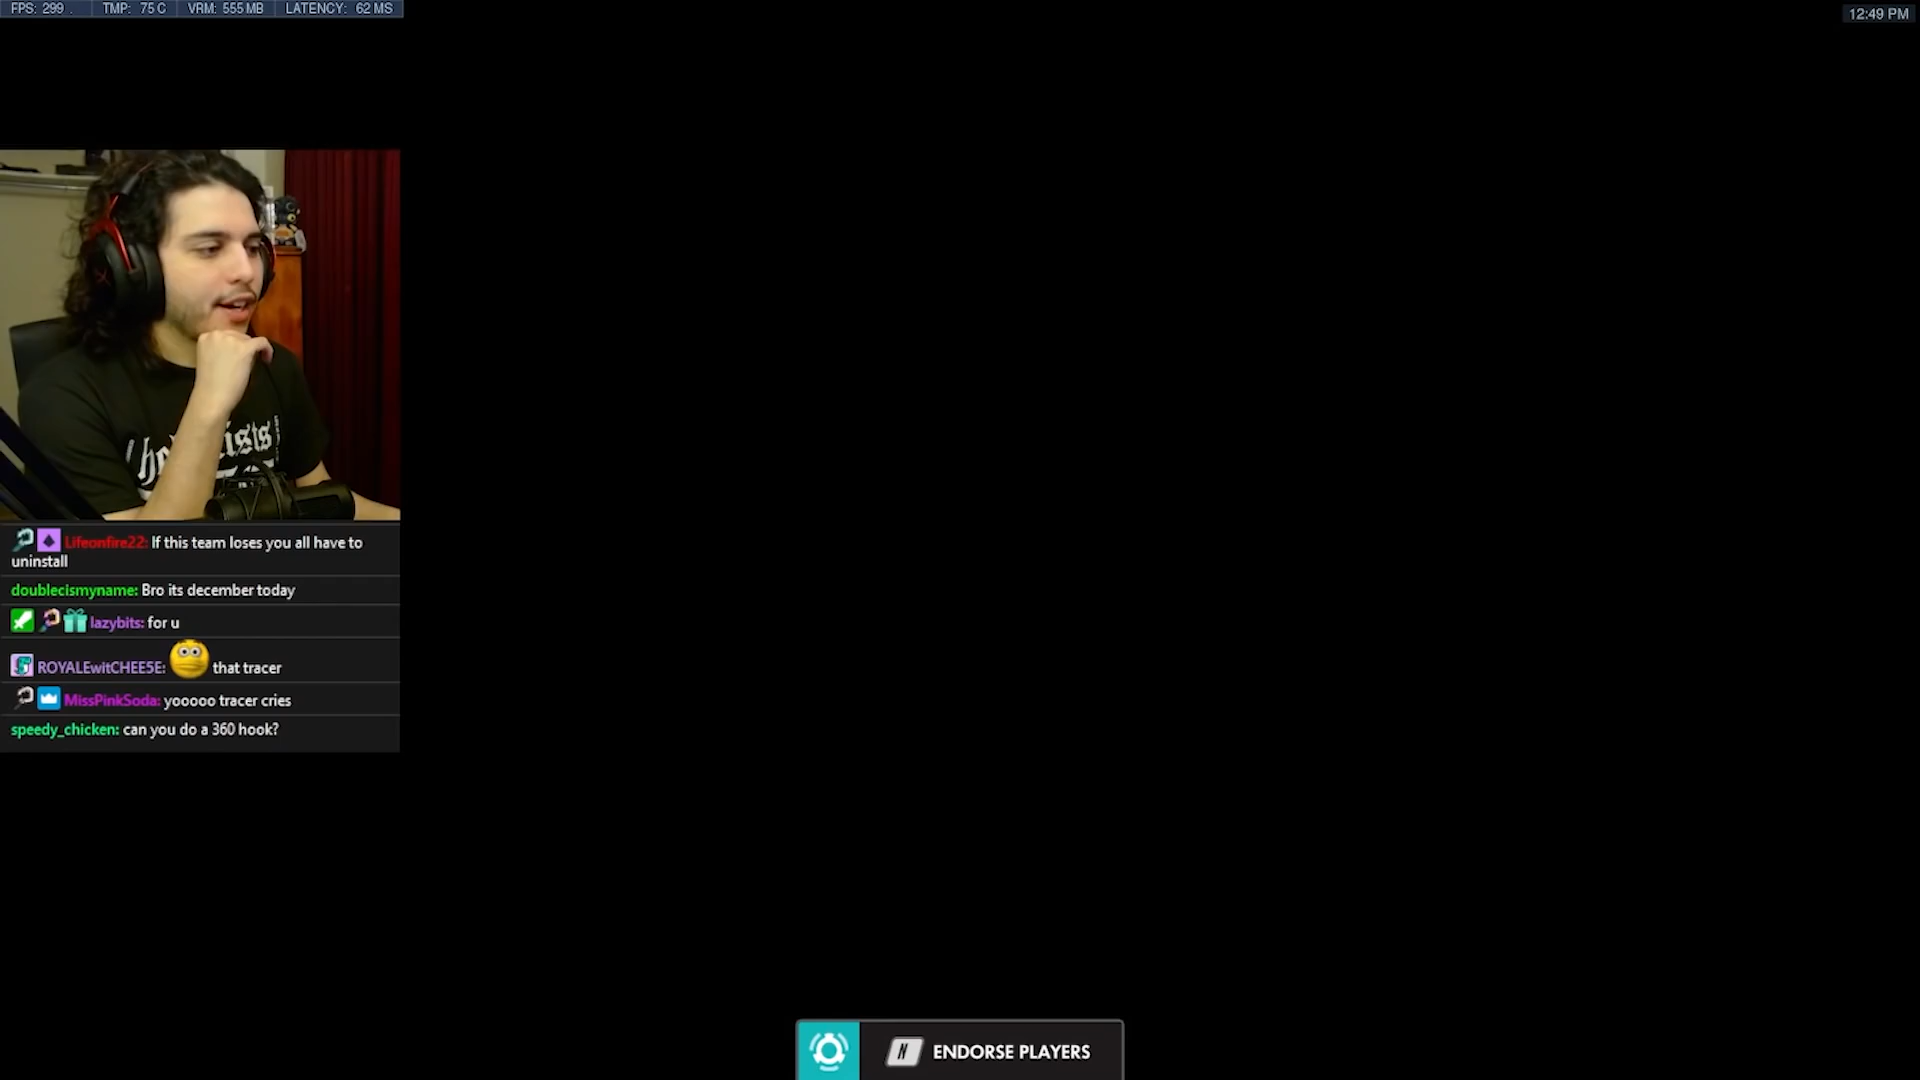 FPS: 299 . TMP: 75 C VRM: 555 MB LATENCY: 62 MS
12:49 PM
Lifeonfire22: If this team loses you all have to
uninstall
doublecismyname: Bro its december today
lazybits: for u
ROYALEwitCHEE5E: that tracer
MissPinkSoda: yooooo tracer cries
speedy_chicken: can you do a 360 hook?
N ENDORSE PLAYERS